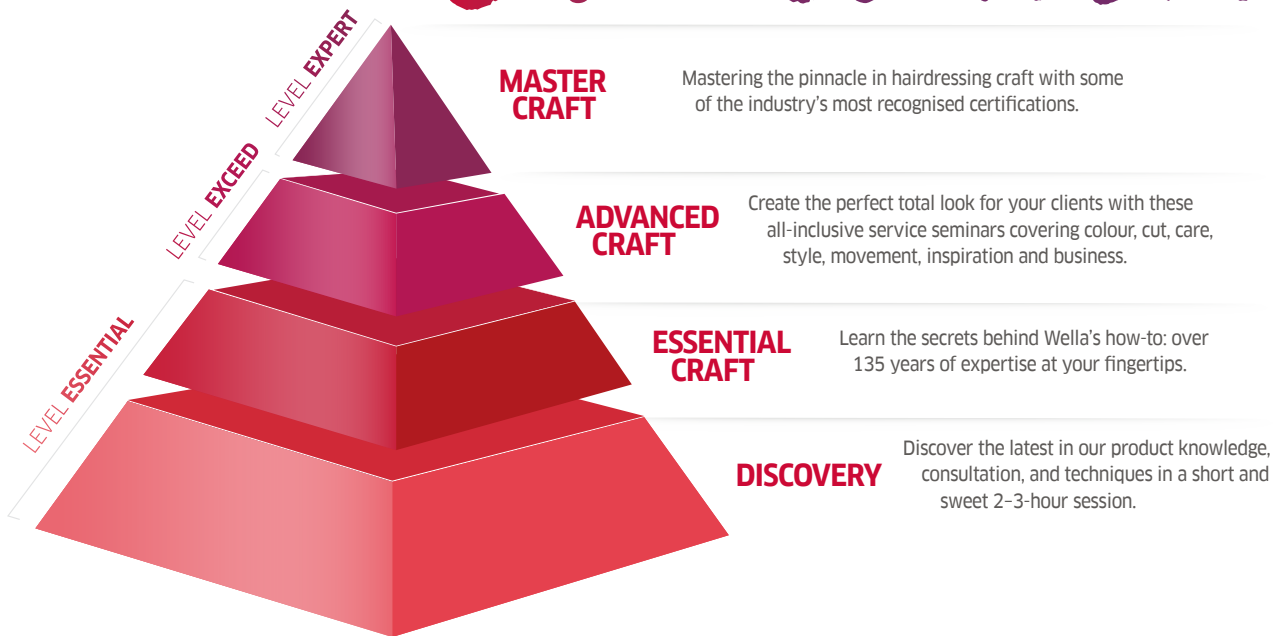 LEVEL EXPERT
MASTER
CRAFT
Mastering the pinnacle in hairdressing craft with some
of the industry's most recognised certifications.
LEVEL EXCEED
ADVANCED
CRAFT
Create the perfect total look for your clients with these
all-inclusive service seminars covering colour, cut, care,
style, movement, inspiration and business.
LEVEL ESSENTIAL
ESSENTIAL
CRAFT
Learn the secrets behind Wella's how-to: over
135 years of expertise at your fingertips.
DISCOVERY
Discover the latest in our product knowledge,
consultation, and techniques in a short and
sweet 2–3-hour session.